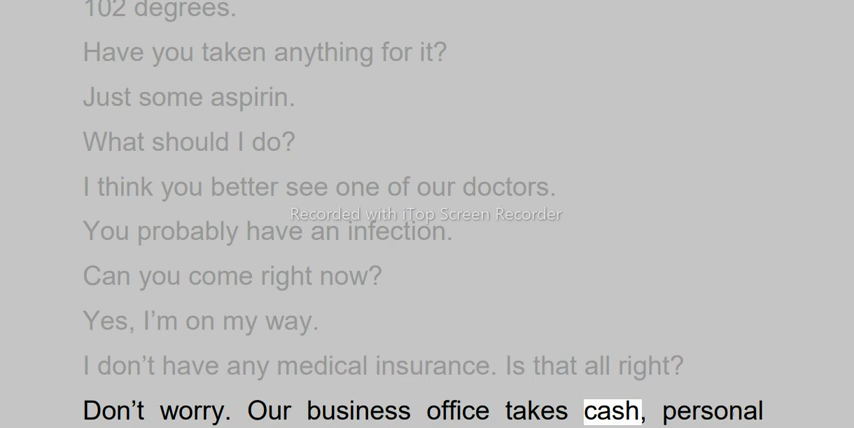 102 degrees.
Have you taken anything for it?
Just some aspirin.
What should I do?
I think you better see one of our doctors.
Recorded with iTop Screen Recorder
You probably have an infection.
Can you come right now?
Yes, I’m on my way.
I don’t have any medical insurance. Is that all right?
Don’t worry. Our business office takes cash, personal